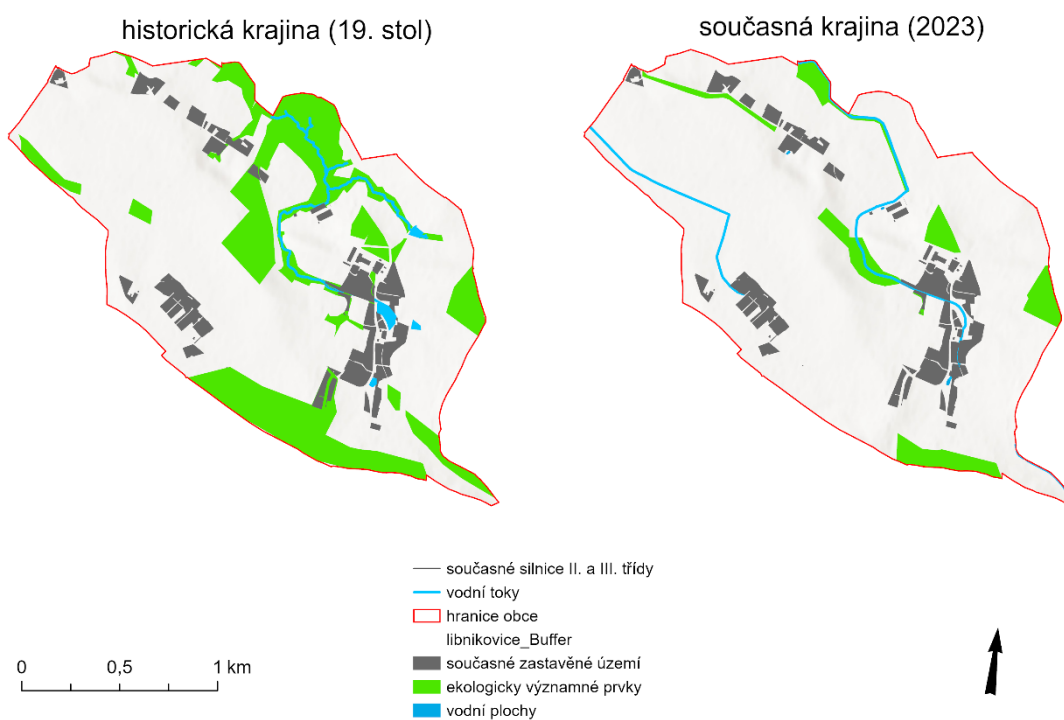 historická krajina (19. stol)
současná krajina (2023)
současné silnice II. a III. třídy
vodní toky
hranice obce
libnikovice_Buffer
současné zastavěné území
ekologicky významné prvky
vodní plochy
0 0,5 1 km